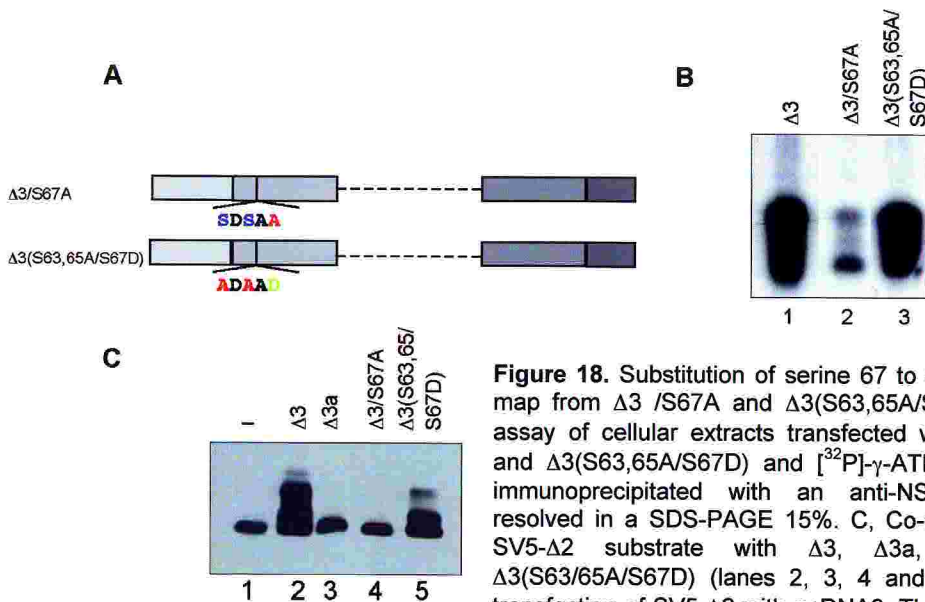 A
Δ3/S67A
SDSAA
Δ3(S63,65A/S67D)
ADAAD
B
Δ3
Δ3/S67A
Δ3(S63,65A/
S67D)
1 2 3
C
–
Δ3
Δ3a
Δ3/S67A
Δ3(S63,65/
S67D)
1 2 3 4 5
Figure 18. Substitution of serine 67 to
map from Δ3 /S67A and Δ3(S63,65A/
assay of cellular extracts transfected
and Δ3(S63,65A/S67D) and [³²P]-γ-AT
immunoprecipitated with an anti-NS
resolved in a SDS-PAGE 15%. C, Co-
SV5-Δ2 substrate with Δ3, Δ3a,
Δ3(S63/65A/S67D) (lanes 2, 3, 4 and